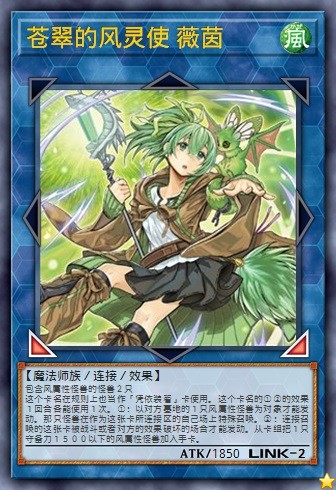 苍翠的风灵使 薇茵
風
【魔法师族／连接／效果】
包含风属性怪兽的怪兽２只
这个卡名在规则上也当作「凭依装着」卡使用。这个卡名的①②的效果
１回合各能使用１次。①：以对方墓地的１只风属性怪兽为对象才能发
动。那只怪兽在作为这张卡所连接区的自己场上特殊召唤。②：连接召
唤的这张卡被战斗或者对方的效果破坏的场合才能发动。从卡组把１只
守备力１５００以下的风属性怪兽加入手卡。
ATK/1850 LINK-2